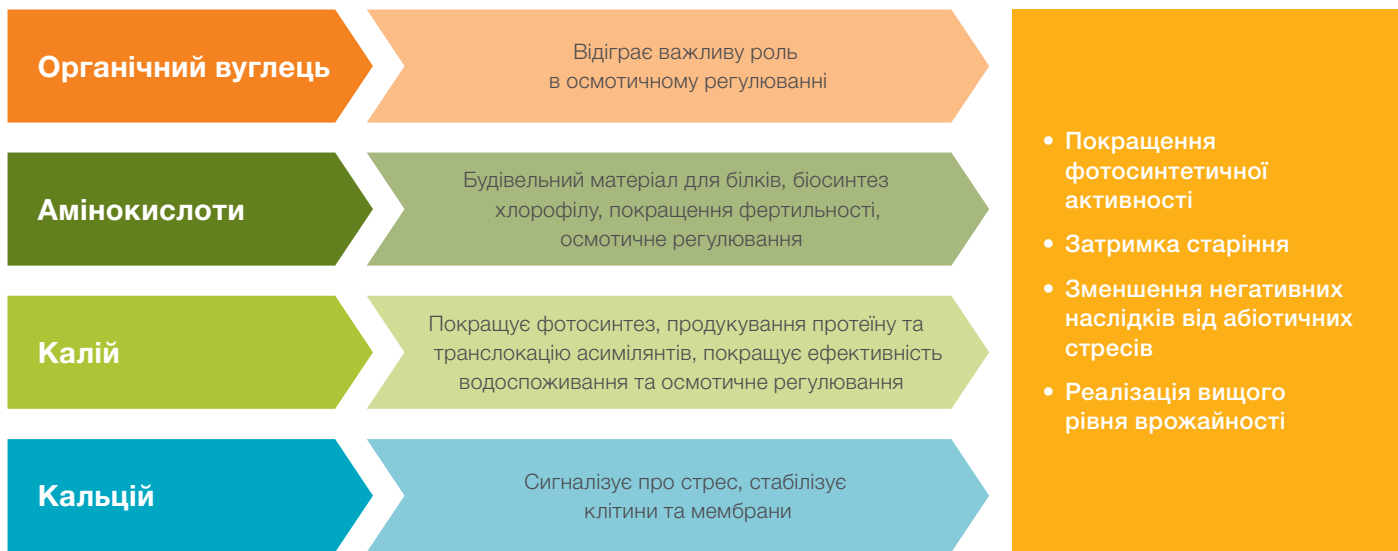 Органічний вуглець
Відіграє важливу роль
в осмотичному регулюванні
Амінокислоти
Будівельний матеріал для білків, біосинтез
хлорофілу, покращення фертильності,
осмотичне регулювання
Калій
Покращує фотосинтез, продукування протеїну та
транслокацію асимілянтів, покращує ефективність
водоспоживання та осмотичне регулювання
Кальцій
Сигналізує про стрес, стабілізує
клітини та мембрани
• Покращення
фотосинтетичної
активності
• Затримка старіння
• Зменшення негативних
наслідків від абіотичних
стресів
• Реалізація вищого
рівня врожайності